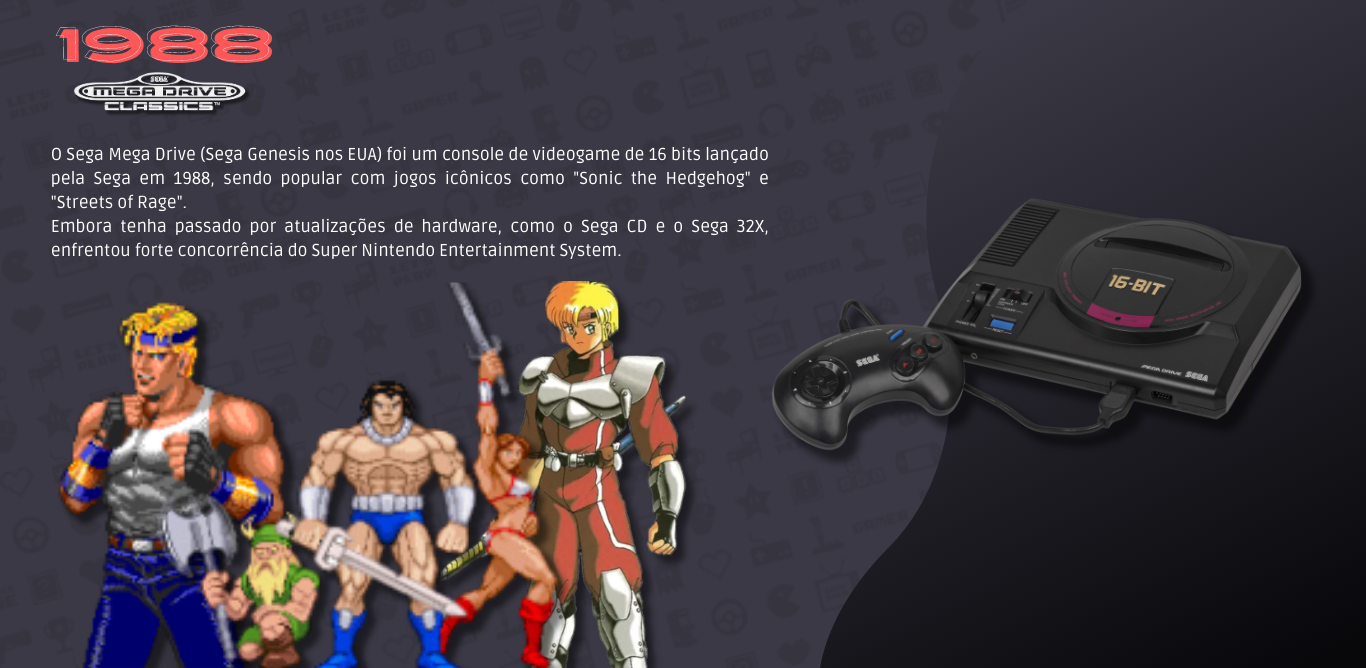 1988
SEGA
MEGA DRIVE
CLASSICS™
O Sega Mega Drive (Sega Genesis nos EUA) foi um console de videogame de 16 bits lançado
pela Sega em 1988, sendo popular com jogos icônicos como "Sonic the Hedgehog" e
"Streets of Rage".
Embora tenha passado por atualizações de hardware, como o Sega CD e o Sega 32X,
enfrentou forte concorrência do Super Nintendo Entertainment System.
16-BIT
SEGA
MEGA DRIVE SEGA